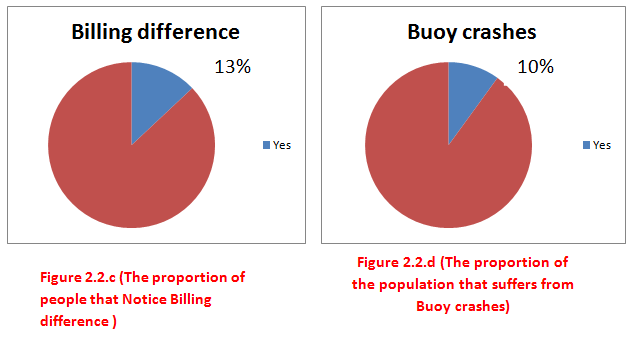 Billing difference
13%
Yes
Figure 2.2.c (The proportion of
people that Notice Billing
difference )
Buoy crashes
10%
Yes
Figure 2.2.d (The proportion of
the population that suffers from
Buoy crashes)